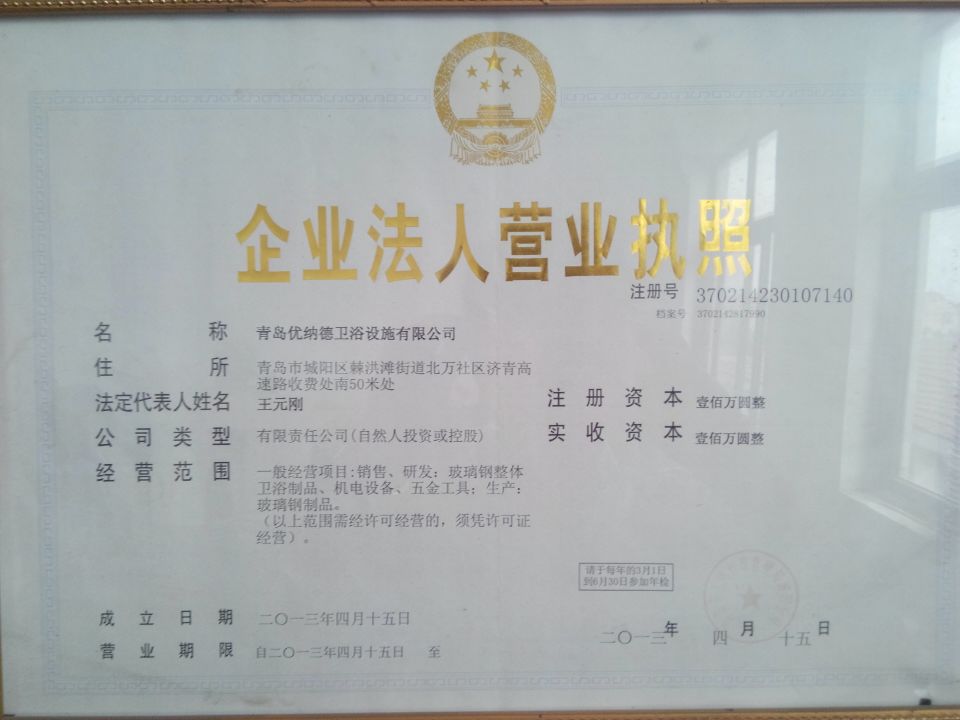 企业法人营业执照
注册号 370214230107140
档案号 3702142817990
名称 青岛优纳德卫浴设施有限公司
住所 青岛市城阳区棘洪滩街道北万社区济青高
速路收费处南50米处
法定代表人姓名 王元刚
注册资本 壹佰万圆整
公司类型 有限责任公司(自然人投资或控股)
实收资本 壹佰万圆整
经营范围 一般经营项目:销售、研发：玻璃钢整体
卫浴制品、机电设备、五金工具；生产：
玻璃钢制品。
（以上范围需经许可经营的，须凭许可证
经营）。
请于每年的3月1日
到6月30日参加年检
成立日期 二〇一三年四月十五日
二〇一三年 四月 十五日
营业期限 自二〇一三年四月十五日 至